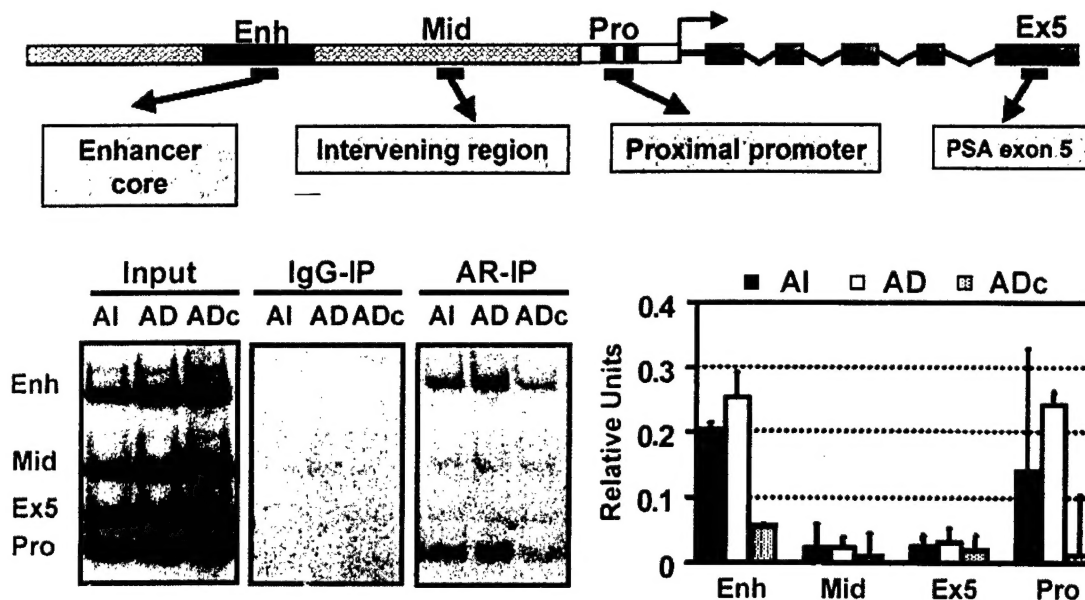 Enh Mid Pro Ex5
Enhancer core
Intervening region
Proximal promoter
PSA exon 5
Input IgG-IP AR-IP
AI AD ADc AI AD ADc AI AD ADc
Enh
Mid
Ex5
Pro
AI AD ADc
Relative Units
0.4
0.3
0.2
0.1
0
Enh Mid Ex5 Pro